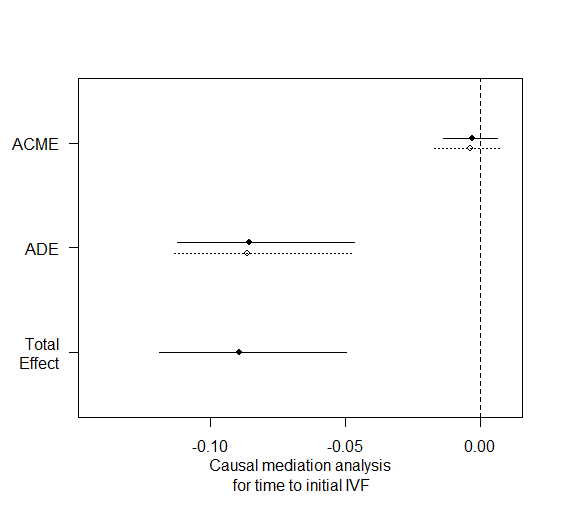 ACME
ADE
Total
Effect
-0.10
-0.05
0.00
Causal mediation analysis
for time to initial IVF